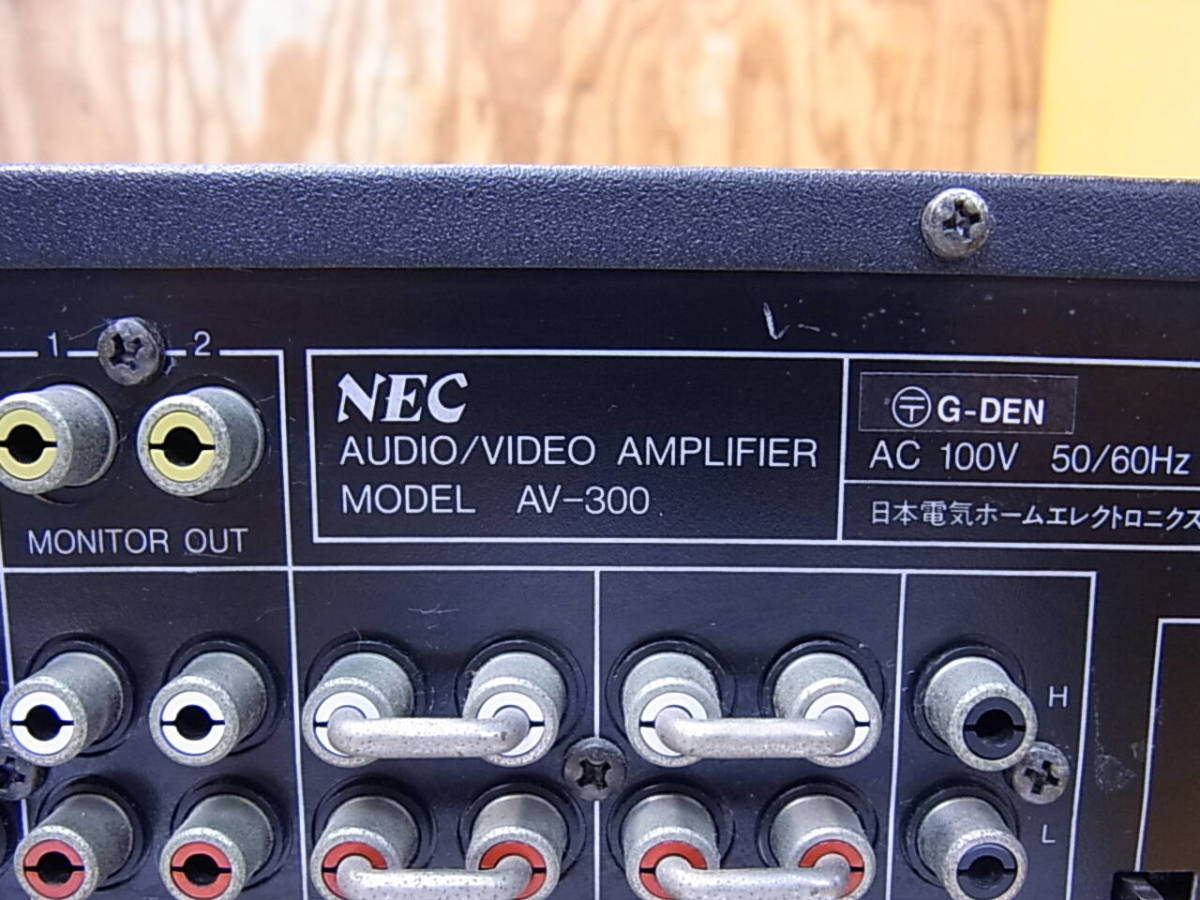 1 2
MONITOR OUT
NEC
AUDIO/VIDEO AMPLIFIER
MODEL AV-300
〒 G-DEN
AC 100V 50/60Hz
日本電気ホームエレクトロニクス
H
L